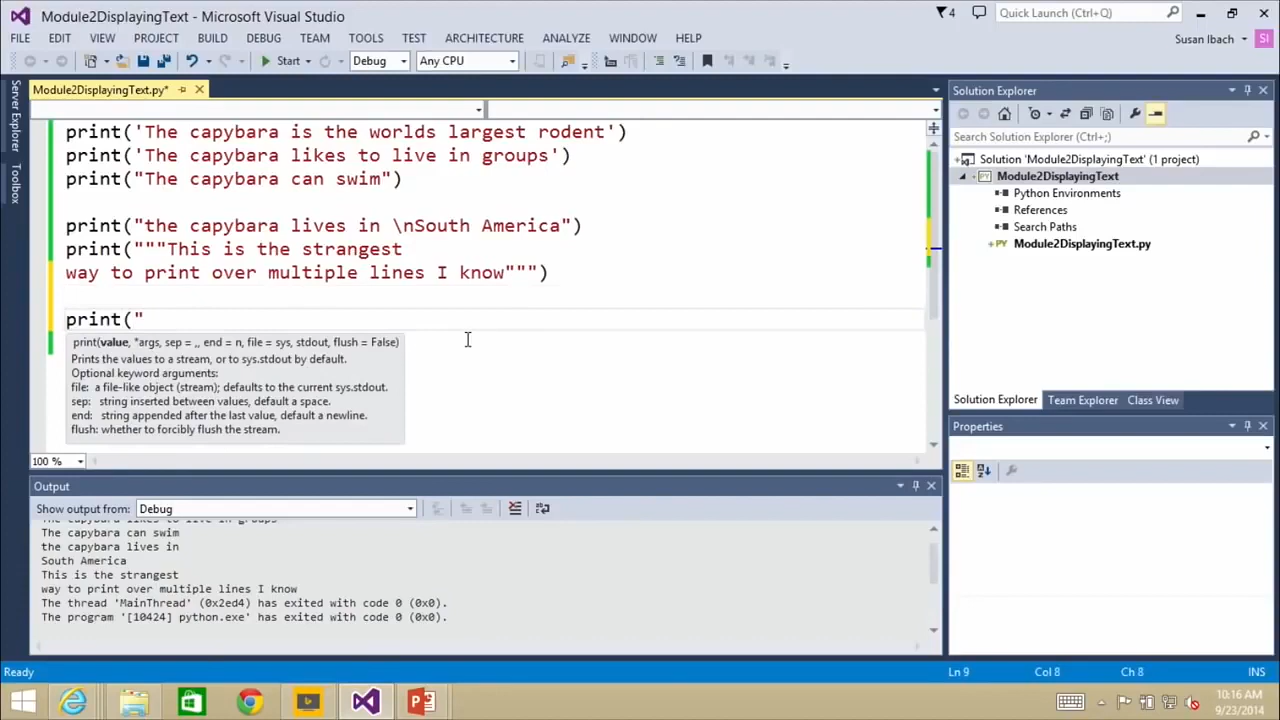 Module2DisplayingText - Microsoft Visual Studio
4
Quick Launch (Ctrl+Q)
FILE EDIT VIEW PROJECT BUILD DEBUG TEAM TOOLS TEST ARCHITECTURE ANALYZE WINDOW HELP
Susan Ibach
SI
Start
Debug
Any CPU
Server Explorer
Toolbox
Module2DisplayingText.py*
print('The capybara is the worlds largest rodent')
print('The capybara likes to live in groups')
print("The capybara can swim")
print("the capybara lives in \nSouth America")
print("""This is the strangest
way to print over multiple lines I know""")
print("
print(value, *args, sep = ,, end = n, file = sys, stdout, flush = False)
Prints the values to a stream, or to sys.stdout by default.
Optional keyword arguments:
file: a file-like object (stream); defaults to the current sys.stdout.
sep: string inserted between values, default a space.
end: string appended after the last value, default a newline.
flush: whether to forcibly flush the stream.
100 %
Output
Show output from: Debug
The capybara likes to live in groups
The capybara can swim
the capybara lives in
South America
This is the strangest
way to print over multiple lines I know
The thread 'MainThread' (0x2ed4) has exited with code 0 (0x0).
The program '[10424] python.exe' has exited with code 0 (0x0).
Solution Explorer
Search Solution Explorer (Ctrl+;)
Solution 'Module2DisplayingText' (1 project)
Module2DisplayingText
Python Environments
References
Search Paths
Module2DisplayingText.py
Solution Explorer Team Explorer Class View
Properties
Ready
Ln 9
Col 8
Ch 8
INS
10:16 AM
9/23/2014